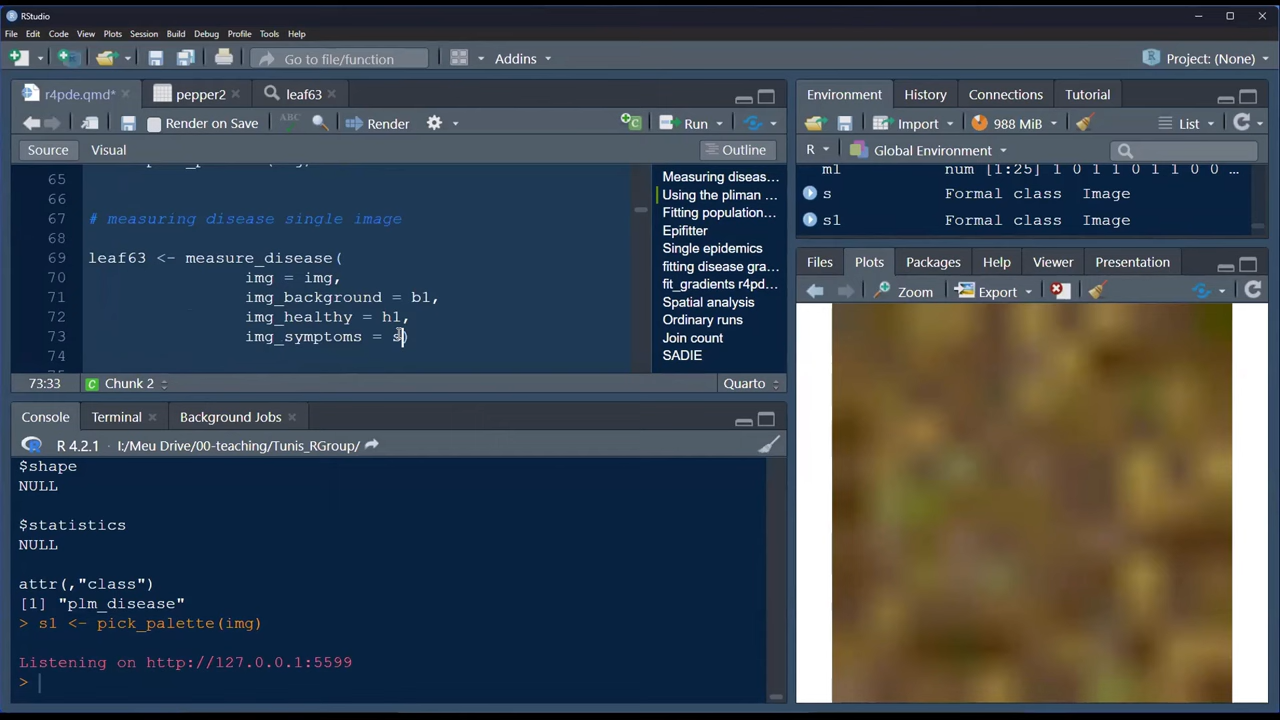 RStudio
File Edit Code View Plots Session Build Debug Profile Tools Help
Go to file/function Addins Project: (None)
r4pde.qmd* pepper2 leaf63
Render on Save Render Run
Source Visual Outline
65
66
67 # measuring disease single image
68
69 leaf63 <- measure_disease(
70 img = img,
71 img_background = b1,
72 img_healthy = h1,
73 img_symptoms = s)
74
Measuring diseas...
Using the pliman ...
Fitting population...
Epifitter
Single epidemics
fitting disease gra...
fit_gradients r4pd...
Spatial analysis
Ordinary runs
Join count
SADIE
73:33 Chunk 2 Quarto
Console Terminal Background Jobs
R 4.2.1 · I:/Meu Drive/00-teaching/Tunis_RGroup/
$shape
NULL
$statistics
NULL
attr(,"class")
[1] "plm_disease"
> s1 <- pick_palette(img)
Listening on http://127.0.0.1:5599
>
Environment History Connections Tutorial
Import 988 MiB List
R Global Environment
m1 num [1:25] 1 0 1 1 0 1 1 0 0 ...
s Formal class Image
s1 Formal class Image
Files Plots Packages Help Viewer Presentation
Zoom Export